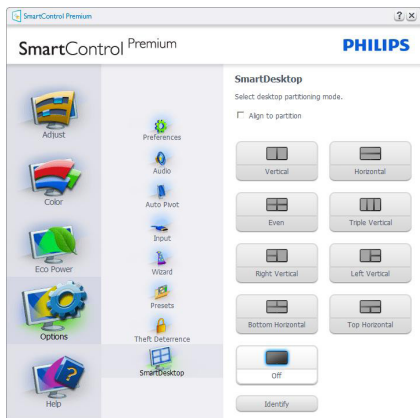 SmartControl Premium
SmartControl Premium
PHILIPS
Adjust
Color
Eco Power
Options
Help
Preferences
Audio
Auto Pivot
Input
Wizard
Presets
Theft Deterrence
SmartDesktop
SmartDesktop
Select desktop partitioning mode.
Align to partition
Vertical
Horizontal
Even
Triple Vertical
Right Vertical
Left Vertical
Bottom Horizontal
Top Horizontal
Off
Identify